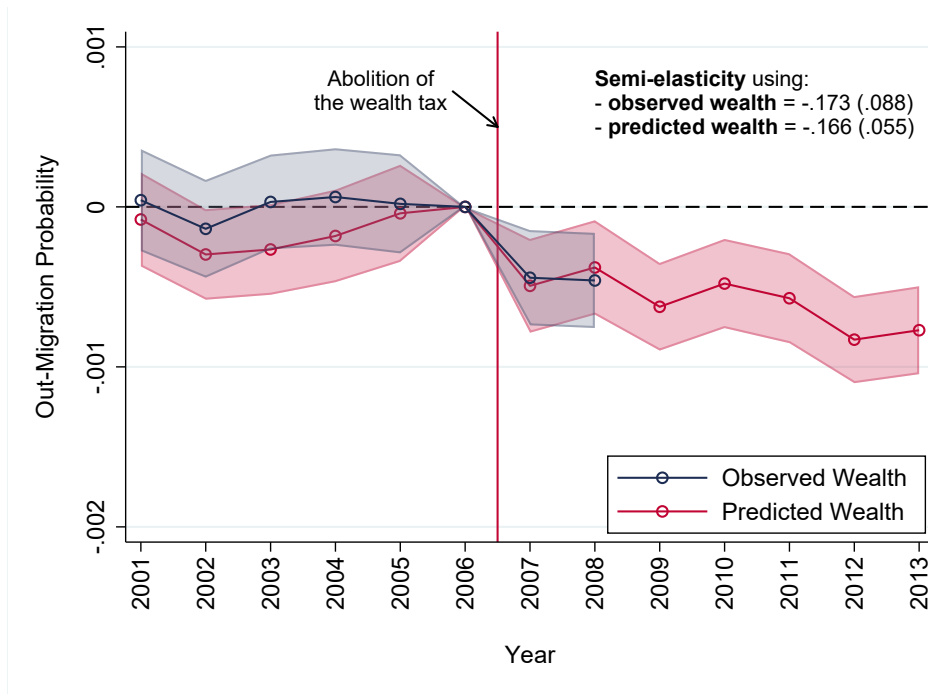 .001
0
-.001
-.002
Out-Migration Probability
Abolition of
the wealth tax
Semi-elasticity using:
- observed wealth = -.173 (.088)
- predicted wealth = -.166 (.055)
Observed Wealth
Predicted Wealth
2001
2002
2003
2004
2005
2006
2007
2008
2009
2010
2011
2012
2013
Year